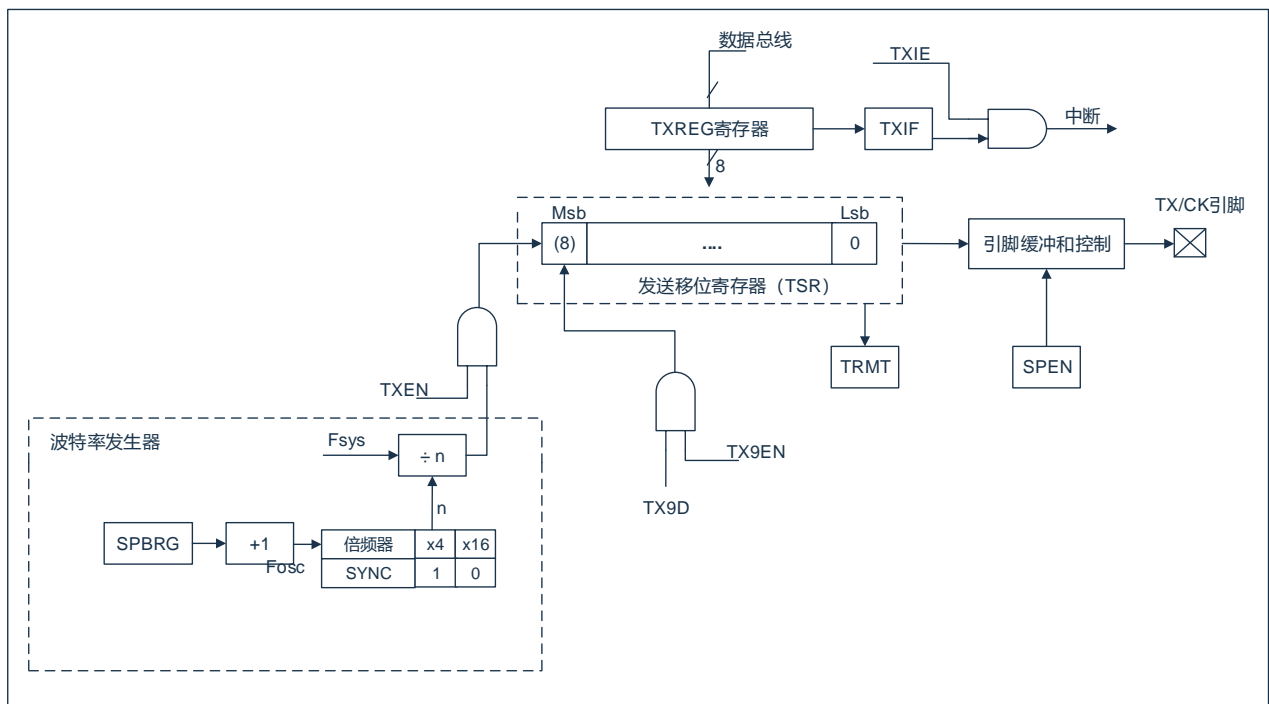 数据总线
TXIE
TXREG寄存器
TXIF
中断
8
Msb
Lsb
(8)
....
0
发送移位寄存器（TSR）
引脚缓冲和控制
TX/CK引脚
TRMT
SPEN
TXEN
TX9EN
TX9D
波特率发生器
Fsys
÷ n
n
SPBRG
+1
Fosc
倍频器 x4 x16
SYNC 1 0